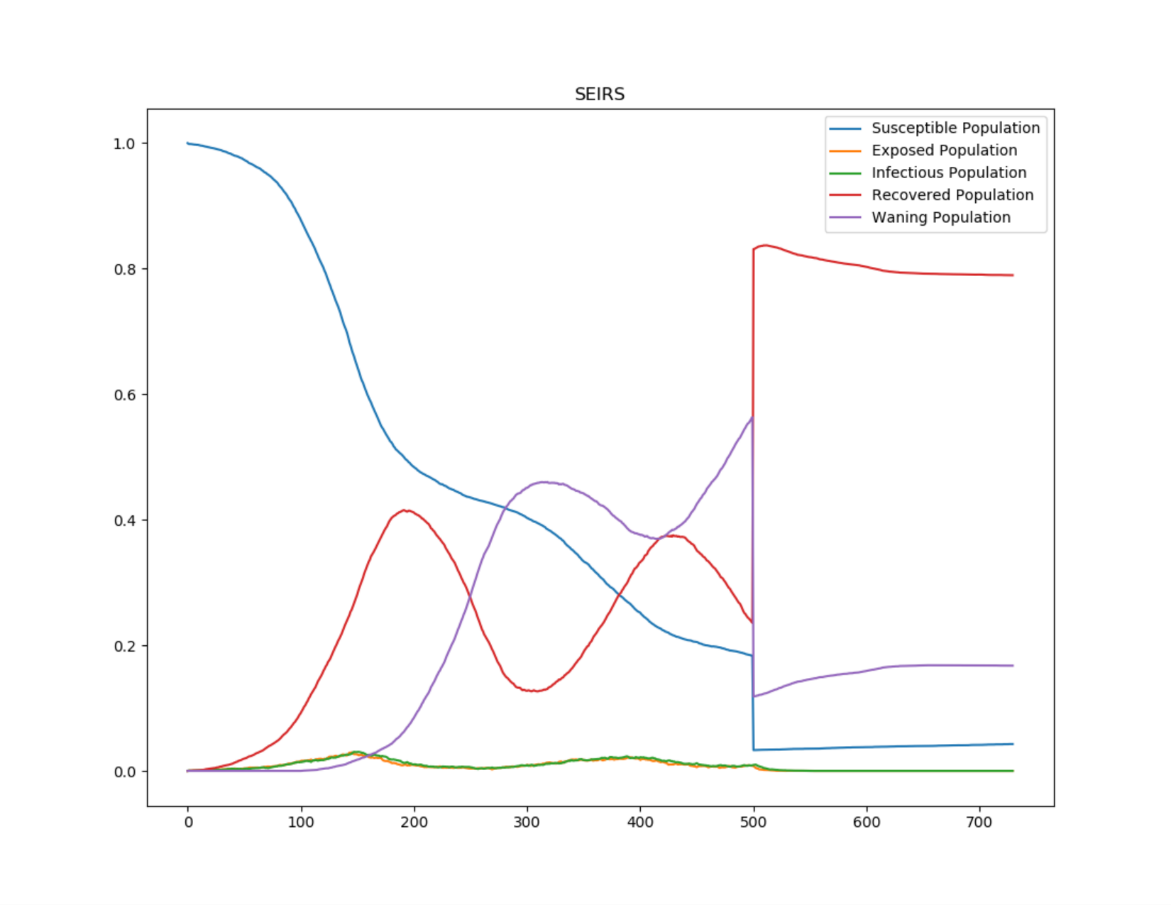 SEIRS
Susceptible Population
Exposed Population
Infectious Population
Recovered Population
Waning Population
1.0
0.8
0.6
0.4
0.2
0.0
0 100 200 300 400 500 600 700